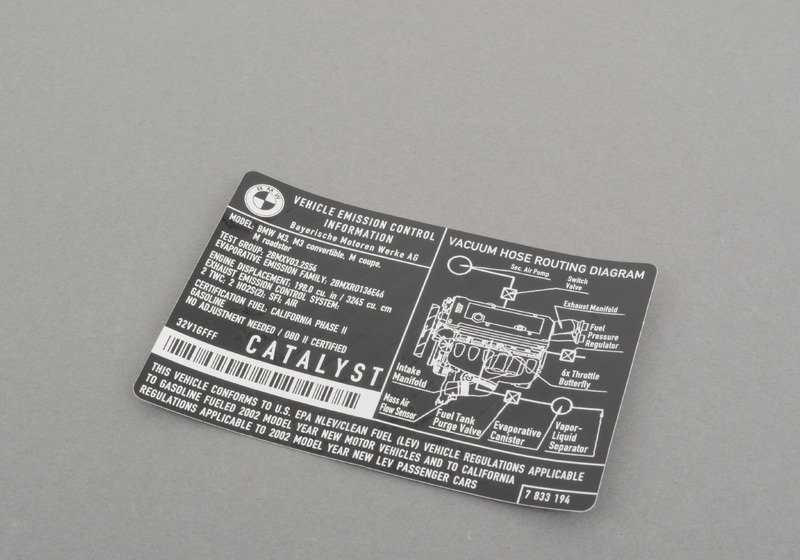 BMW
VEHICLE EMISSION CONTROL
INFORMATION
Bayerische Motoren Werke AG
MODEL: BMW M3, M3 convertible, M coupe,
M roadster
TEST GROUP: 2BMXV03.2S56
EVAPORATIVE EMISSION FAMILY: 2BMXR0136E46
ENGINE DISPLACEMENT: 198.0 cu. in / 3245 cu. cm
EXHAUST EMISSION CONTROL SYSTEM:
2 TWC; 2 HO2S(2); SFI, AIR
CERTIFICATION FUEL: CALIFORNIA PHASE II
GASOLINE
NO ADJUSTMENT NEEDED / OBD II CERTIFIED
32V1GFFF
CATALYST
VACUUM HOSE ROUTING DIAGRAM
Sec. Air Pump
Switch
Valve
Exhaust Manifold
Fuel
Pressure
Regulator
6x Throttle
Butterfly
Intake
Manifold
Mass Air
Flow Sensor
Fuel Tank
Purge Valve
Evaporative
Canister
Vapor-
Liquid
Separator
THIS VEHICLE CONFORMS TO U.S. EPA NLEV/CLEAN FUEL (LEV) VEHICLE REGULATIONS APPLICABLE
TO GASOLINE FUELED 2002 MODEL YEAR NEW MOTOR VEHICLES AND TO CALIFORNIA
REGULATIONS APPLICABLE TO 2002 MODEL YEAR NEW LEV PASSENGER CARS
7 833 194